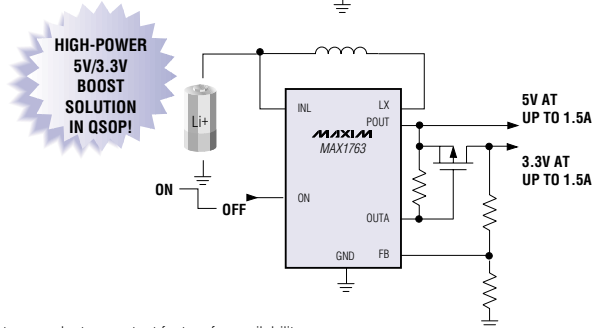 HIGH-POWER
5V/3.3V
BOOST
SOLUTION
IN QSOP!
Li+
INL
LX
POUT
MAXIM
MAX1763
5V AT
UP TO 1.5A
3.3V AT
UP TO 1.5A
ON
OFF
ON
OUTA
GND
FB